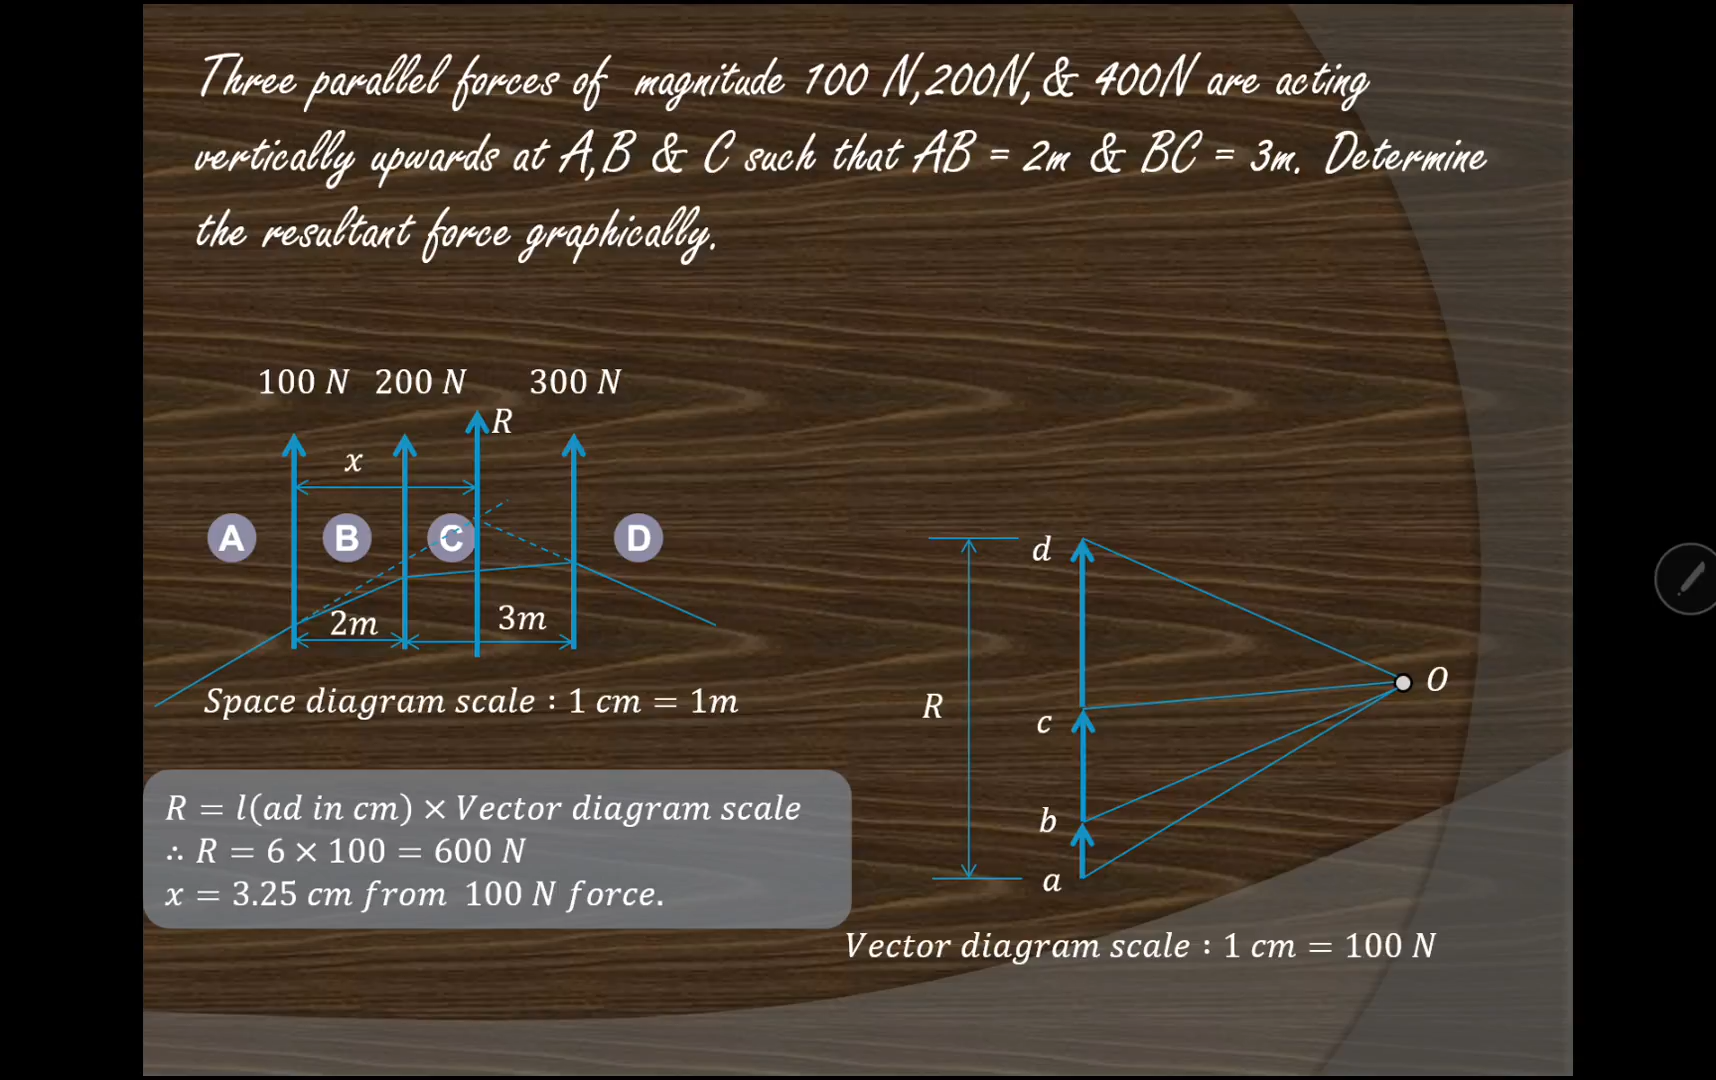 Three parallel forces of magnitude 100 N,200N, & 400N are acting
vertically upwards at A,B & C such that AB = 2m & BC = 3m. Determine
the resultant force graphically.
100 N 200 N 300 N
R
x
A B C D
2m 3m
Space diagram scale : 1 cm = 1m
R = l(ad in cm) × Vector diagram scale
∴ R = 6 × 100 = 600 N
x = 3.25 cm from 100 N force.
d
O
R
c
b
a
Vector diagram scale : 1 cm = 100 N